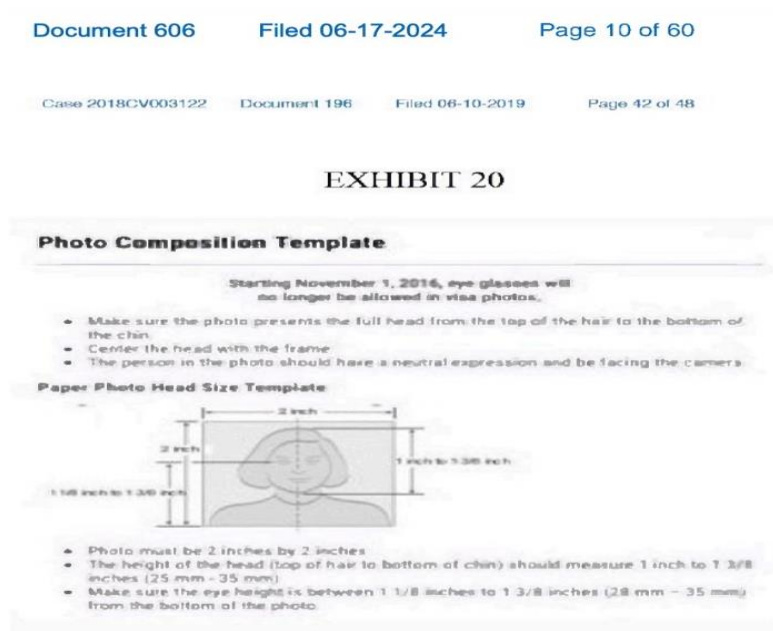 Document 606 Filed 06-17-2024 Page 10 of 60
Case 2018CV003122 Document 196 Filed 06-10-2019 Page 42 of 48
EXHIBIT 20
Photo Composition Template
Starting November 1, 2016, eye glasses will
no longer be allowed in visa photos.
• Make sure the photo presents the full head from the top of the hair to the bottom of
the chin
• Center the head with the frame
• The person in the photo should have a neutral expression and be facing the camera
Paper Photo Head Size Template
2 inch
2 inch
1 inch to 1 3/8 inch
1 1/8 inch to 1 3/8 inch
• Photo must be 2 inches by 2 inches
• The height of the head (top of hair to bottom of chin) should measure 1 inch to 1 3/8
inches (25 mm - 35 mm)
• Make sure the eye height is between 1 1/8 inches to 1 3/8 inches (28 mm – 35 mm)
from the bottom of the photo